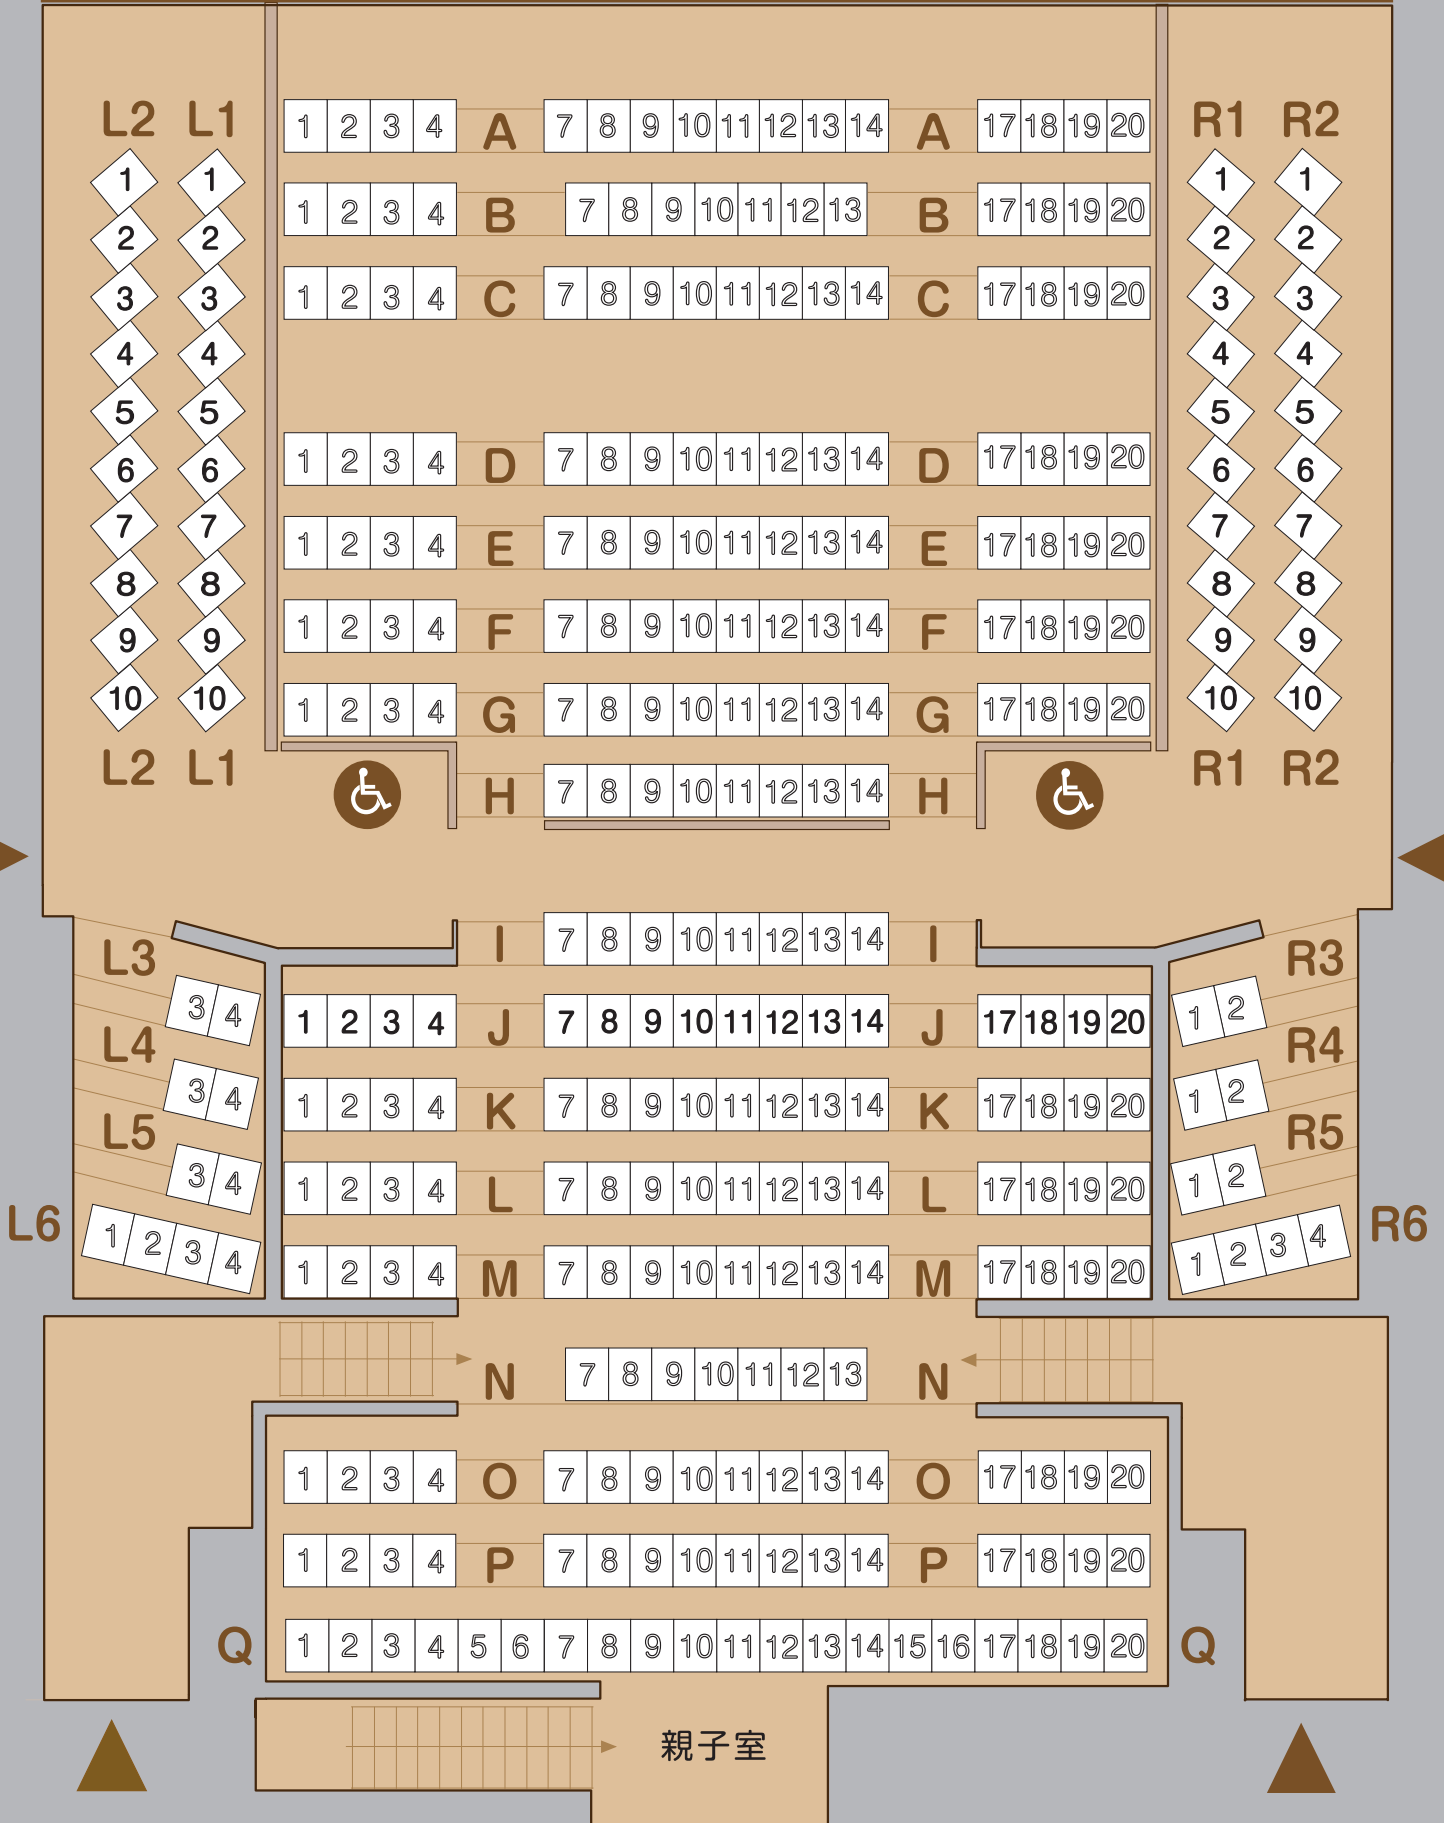 L2 L1 R1 R2
1 2 3 4 A 7 8 9 10 11 12 13 14 A 17 18 19 20
1 1 1 1
1 2 3 4 B 7 8 9 10 11 12 13 B 17 18 19 20
2 2 2 2
1 2 3 4 C 7 8 9 10 11 12 13 14 C 17 18 19 20
3 3 3 3
4 4 4 4
5 5 5 5
1 2 3 4 D 7 8 9 10 11 12 13 14 D 17 18 19 20
6 6 6 6
7 7 7 7
1 2 3 4 E 7 8 9 10 11 12 13 14 E 17 18 19 20
8 8 8 8
1 2 3 4 F 7 8 9 10 11 12 13 14 F 17 18 19 20
9 9 9 9
10 10 10 10
1 2 3 4 G 7 8 9 10 11 12 13 14 G 17 18 19 20
L2 L1 R1 R2
H 7 8 9 10 11 12 13 14 H
I 7 8 9 10 11 12 13 14 I
L3 R3
3 4 1 2
1 2 3 4 J 7 8 9 10 11 12 13 14 J 17 18 19 20
L4 R4
3 4 1 2
1 2 3 4 K 7 8 9 10 11 12 13 14 K 17 18 19 20
L5 R5
3 4 1 2
1 2 3 4 L 7 8 9 10 11 12 13 14 L 17 18 19 20
L6 1 2 3 4 1 2 3 4 R6
1 2 3 4 M 7 8 9 10 11 12 13 14 M 17 18 19 20
N 7 8 9 10 11 12 13 N
1 2 3 4 O 7 8 9 10 11 12 13 14 O 17 18 19 20
1 2 3 4 P 7 8 9 10 11 12 13 14 P 17 18 19 20
Q 1 2 3 4 5 6 7 8 9 10 11 12 13 14 15 16 17 18 19 20 Q
親子室